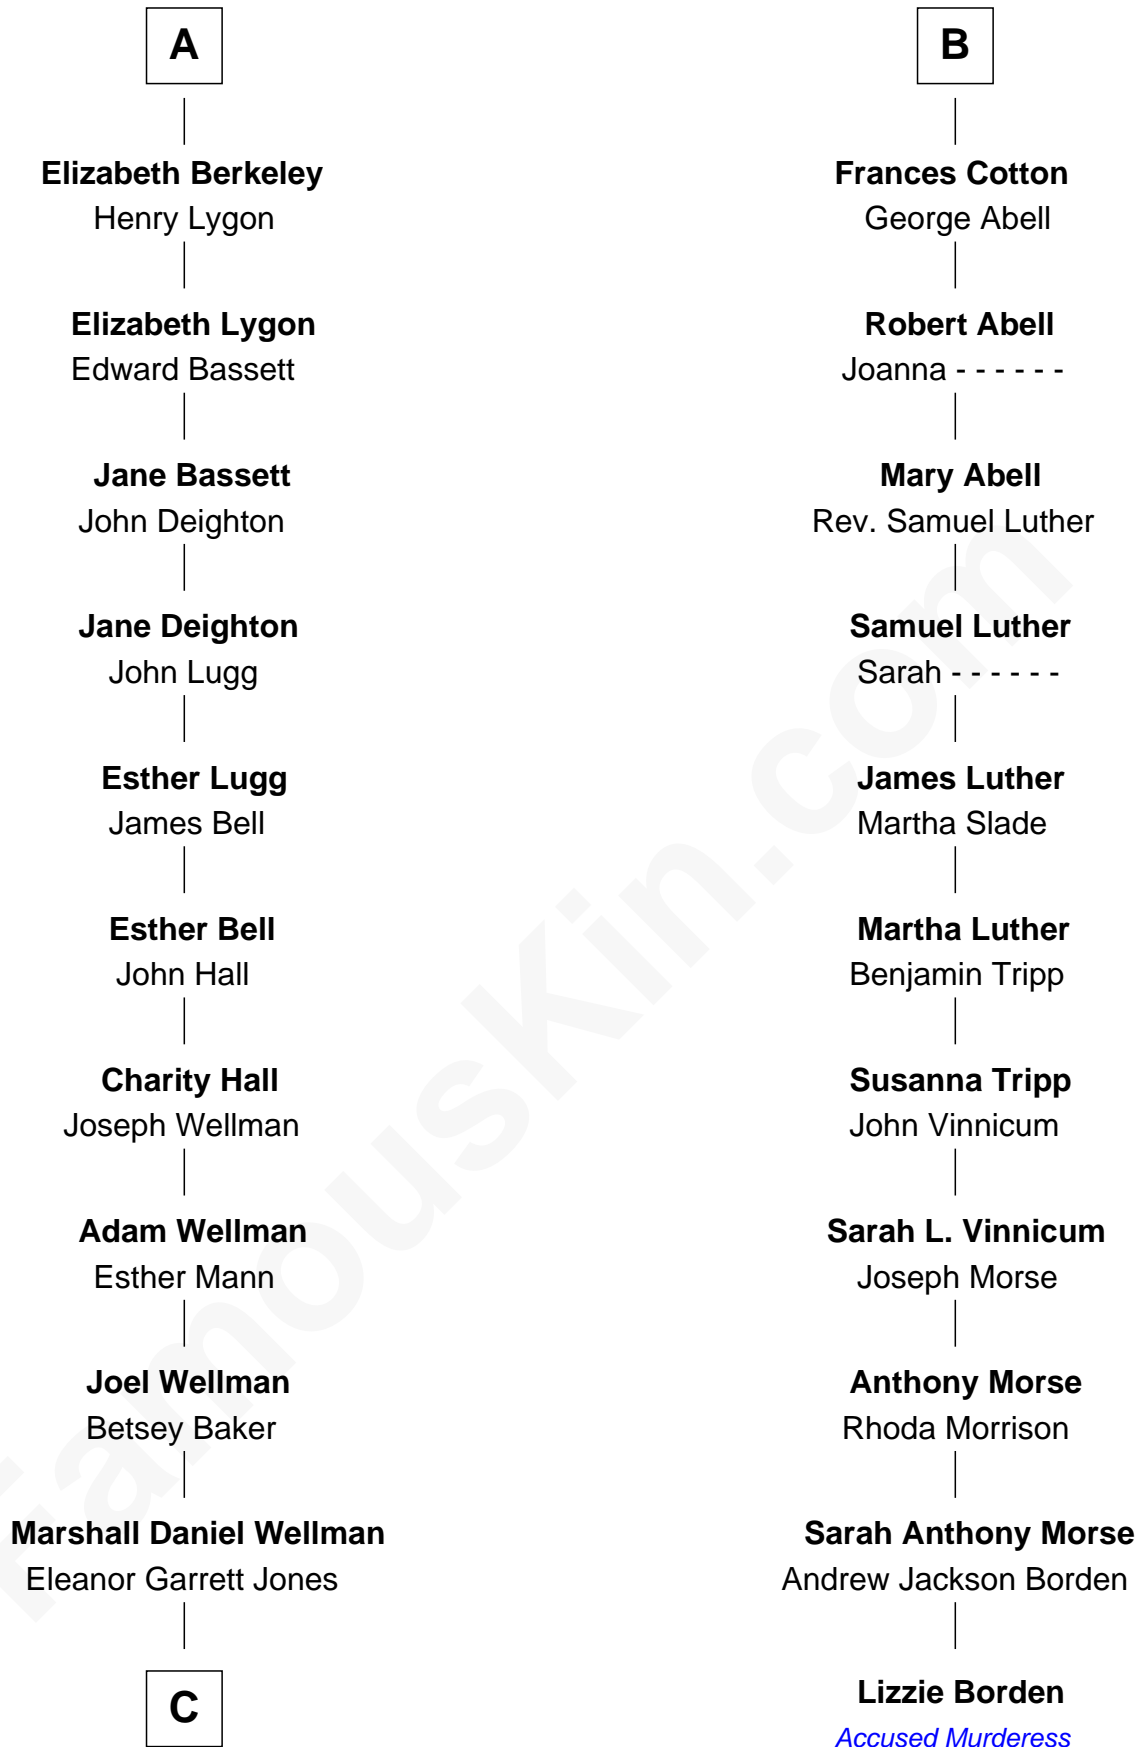 A
Elizabeth Berkeley
Henry Lygon
Elizabeth Lygon
Edward Bassett
Jane Bassett
John Deighton
Jane Deighton
John Lugg
Esther Lugg
James Bell
Esther Bell
John Hall
Charity Hall
Joseph Wellman
Adam Wellman
Esther Mann
Joel Wellman
Betsey Baker
Marshall Daniel Wellman
Eleanor Garrett Jones
C
B
Frances Cotton
George Abell
Robert Abell
Joanna - - - - - -
Mary Abell
Rev. Samuel Luther
Samuel Luther
Sarah - - - - - -
James Luther
Martha Slade
Martha Luther
Benjamin Tripp
Susanna Tripp
John Vinnicum
Sarah L. Vinnicum
Joseph Morse
Anthony Morse
Rhoda Morrison
Sarah Anthony Morse
Andrew Jackson Borden
Lizzie Borden
Accused Murderess
FamousKin.com